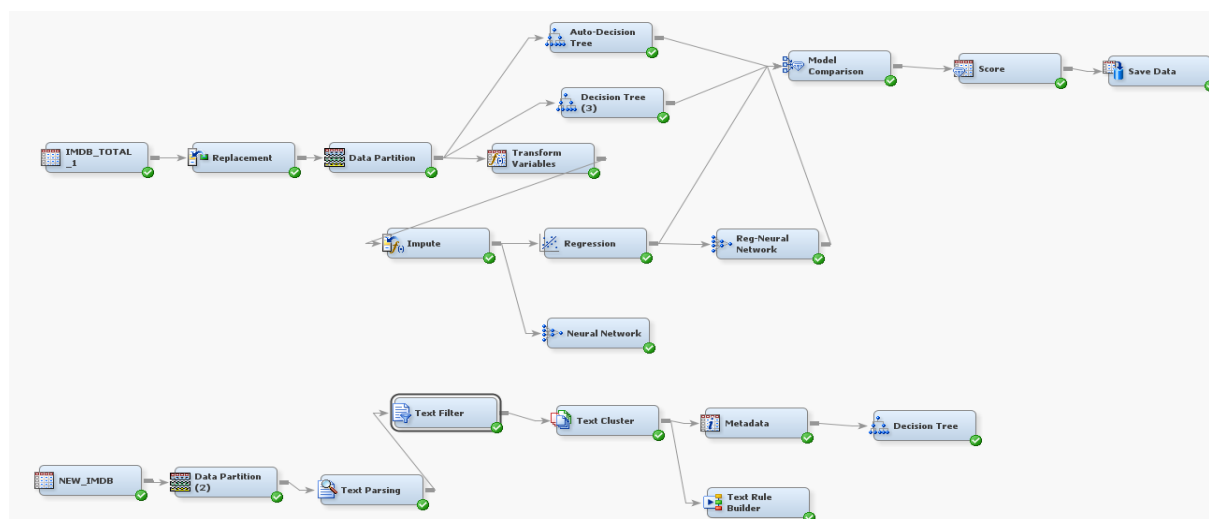 Auto-Decision
Tree
Model
Comparison
Score
Save Data
Decision Tree
(3)
IMDB_TOTAL
_1
Replacement
Data Partition
Transform
Variables
Impute
Regression
Reg-Neural
Network
Neural Network
Text Filter
Text Cluster
Metadata
Decision Tree
NEW_IMDB
Data Partition
(2)
Text Parsing
Text Rule
Builder